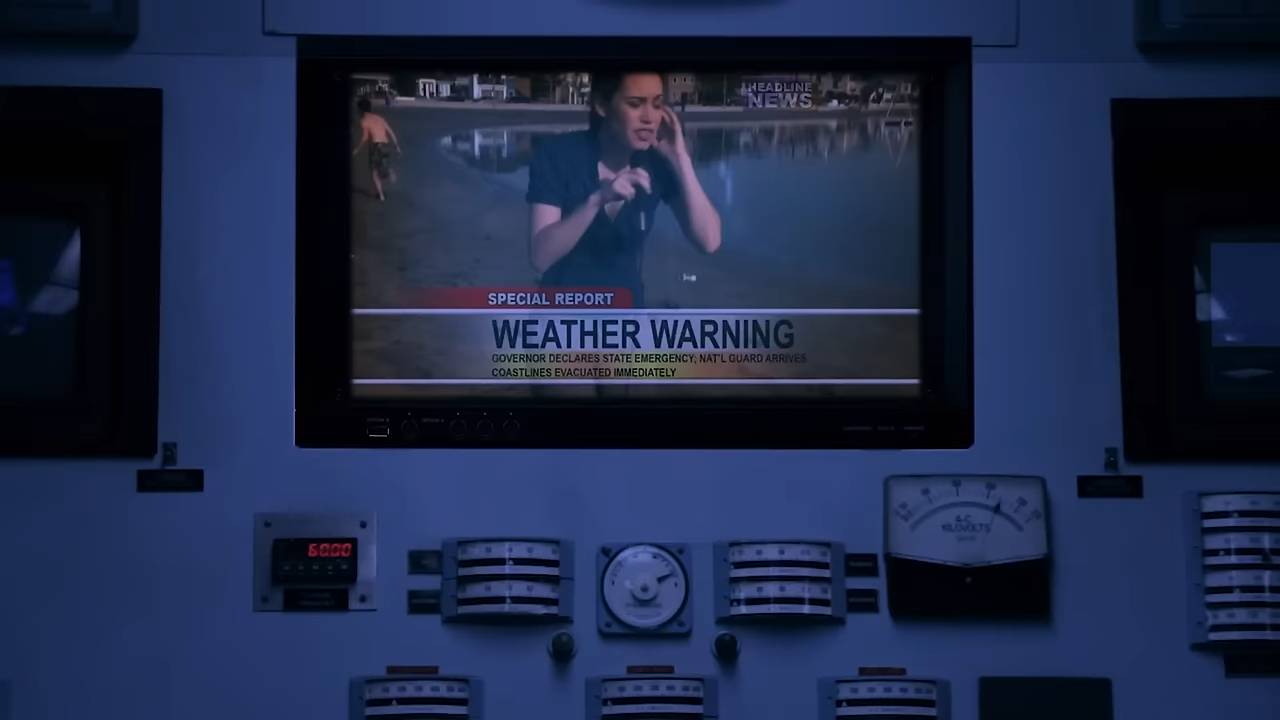 HEADLINE
NEWS
SPECIAL REPORT
WEATHER WARNING
GOVERNOR DECLARES STATE EMERGENCY; NAT'L GUARD ARRIVES
COASTLINES EVACUATED IMMEDIATELY
6000
A-C
KILOVOLTS